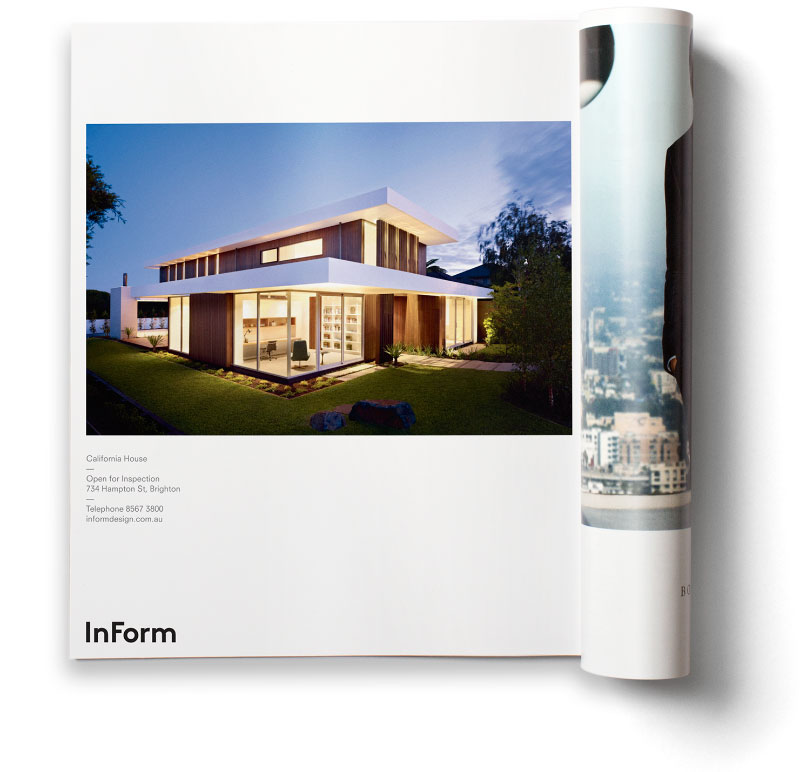 California House
—
Open for Inspection
734 Hampton St, Brighton
—
Telephone 8567 3800
informdesign.com.au
InForm